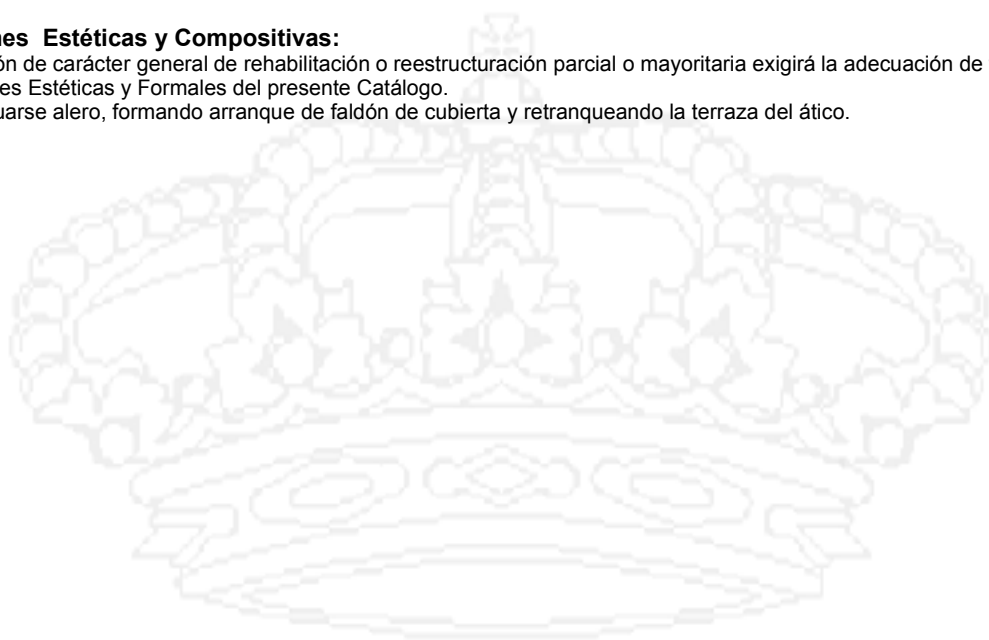 nes Estéticas y Compositivas:
ón de carácter general de rehabilitación o reestructuración parcial o mayoritaria exigirá la adecuación de
es Estéticas y Formales del presente Catálogo.
uarse alero, formando arranque de faldón de cubierta y retranqueando la terraza del ático.